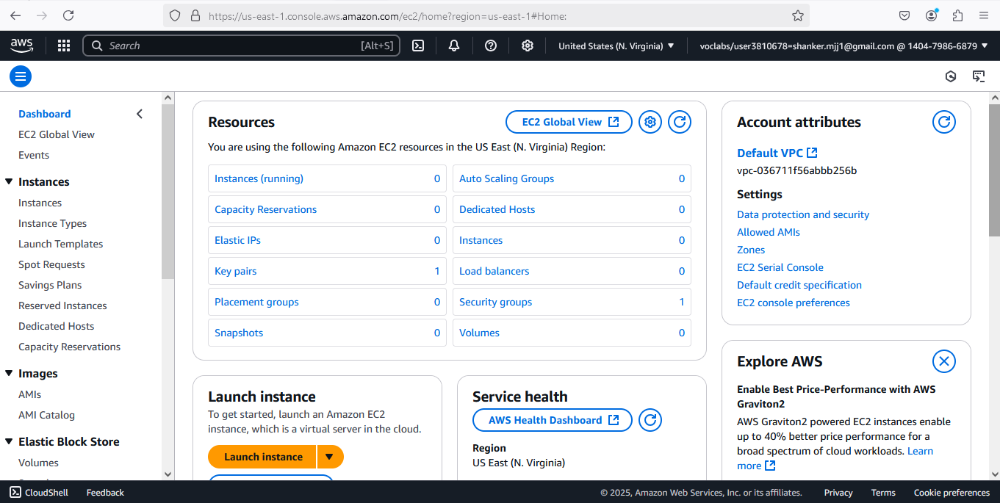 https://us-east-1.console.aws.amazon.com/ec2/home?region=us-east-1#Home:
aws
Search
[Alt+S]
United States (N. Virginia)
voclabs/user3810678=shanker.mjj1@gmail.com @ 1404-7986-6879
Dashboard
EC2 Global View
Events
Instances
Instances
Instance Types
Launch Templates
Spot Requests
Savings Plans
Reserved Instances
Dedicated Hosts
Capacity Reservations
Images
AMIs
AMI Catalog
Elastic Block Store
Volumes
Resources
EC2 Global View
You are using the following Amazon EC2 resources in the US East (N. Virginia) Region:
Instances (running) 0
Auto Scaling Groups 0
Capacity Reservations 0
Dedicated Hosts 0
Elastic IPs 0
Instances 0
Key pairs 1
Load balancers 0
Placement groups 0
Security groups 1
Snapshots 0
Volumes 0
Launch instance
To get started, launch an Amazon EC2
instance, which is a virtual server in the cloud.
Launch instance
Service health
AWS Health Dashboard
Region
US East (N. Virginia)
Account attributes
Default VPC
vpc-036711f56abbb256b
Settings
Data protection and security
Allowed AMIs
Zones
EC2 Serial Console
Default credit specification
EC2 console preferences
Explore AWS
Enable Best Price-Performance with AWS
Graviton2
AWS Graviton2 powered EC2 instances enable
up to 40% better price performance for a
broad spectrum of cloud workloads. Learn
more
CloudShell
Feedback
© 2025, Amazon Web Services, Inc. or its affiliates.
Privacy
Terms
Cookie preferences